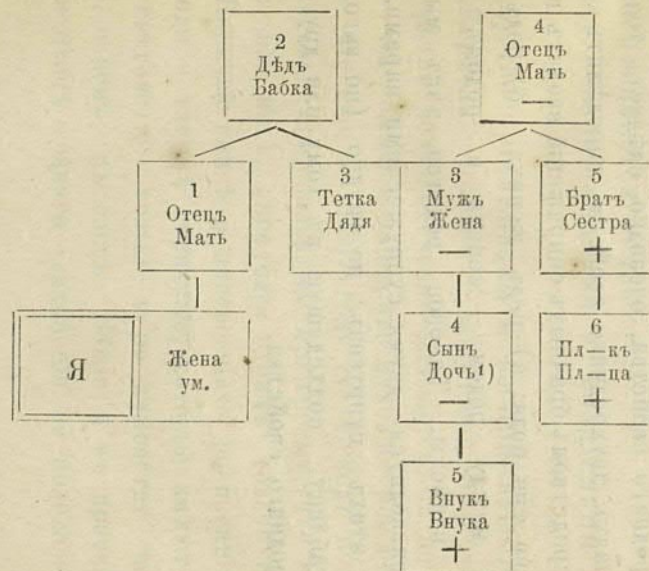 2
Дѣдъ
Бабка
4
Отецъ
Мать
—
1
Отецъ
Мать
3
Тетка
Дядя
3
Мужъ
Жена
—
5
Братъ
Сестра
+
Я
Жена
ум.
4
Сынъ
Дочь¹)
—
6
Пл—къ
Пл—ца
+
5
Внукъ
Внука
+